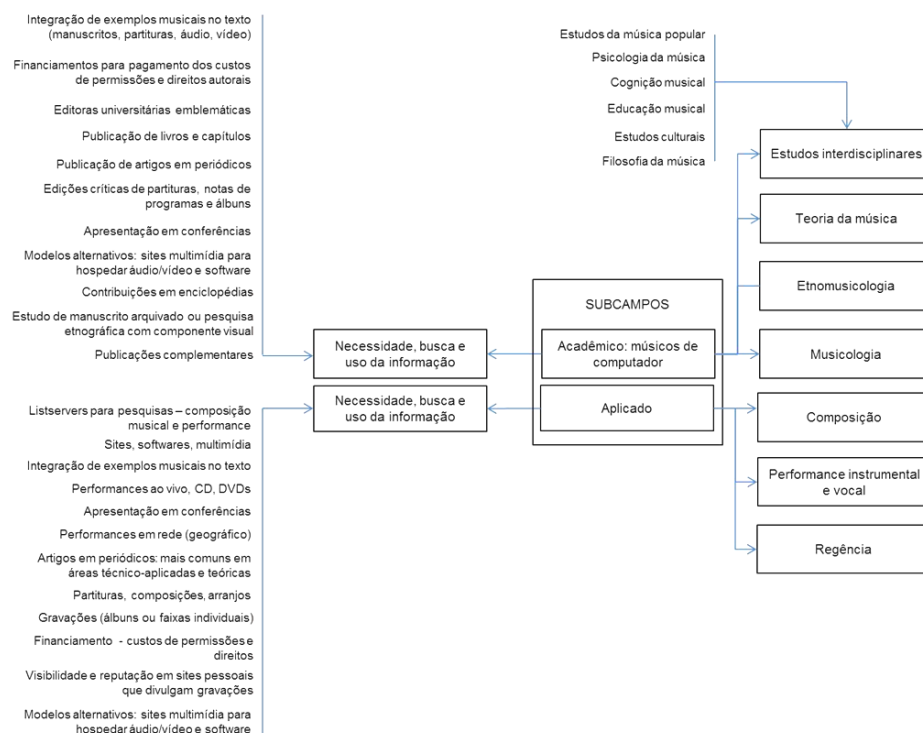 Integração de exemplos musicais no texto
(manuscritos, partituras, áudio, vídeo)
Financiamentos para pagamento dos custos
de permissões e direitos autorais
Editoras universitárias emblemáticas
Publicação de livros e capítulos
Publicação de artigos em periódicos
Edições críticas de partituras, notas de
programas e álbuns
Apresentação em conferências
Modelos alternativos: sites multimídia para
hospedar áudio/vídeo e software
Contribuições em enciclopédias
Estudo de manuscrito arquivado ou pesquisa
etnográfica com componente visual
Publicações complementares
Estudos da música popular
Psicologia da música
Cognição musical
Educação musical
Estudos culturais
Filosofia da música
Estudos interdisciplinares
Teoria da música
Etnomusicologia
Musicologia
Composição
Performance instrumental
e vocal
Regência
SUBCAMPOS
Acadêmico: músicos de
computador
Aplicado
Necessidade, busca e
uso da informação
Necessidade, busca e
uso da informação
Listservers para pesquisas – composição
musical e performance
Sites, softwares, multimídia
Integração de exemplos musicais no texto
Performances ao vivo, CD, DVDs
Apresentação em conferências
Performances em rede (geográfico)
Artigos em periódicos: mais comuns em
áreas técnico-aplicadas e teóricas
Partituras, composições, arranjos
Gravações (álbuns ou faixas individuais)
Financiamento - custos de permissões e
direitos
Visibilidade e reputação em sites pessoais
que divulgam gravações
Modelos alternativos: sites multimídia para
hospedar áudio/vídeo e software